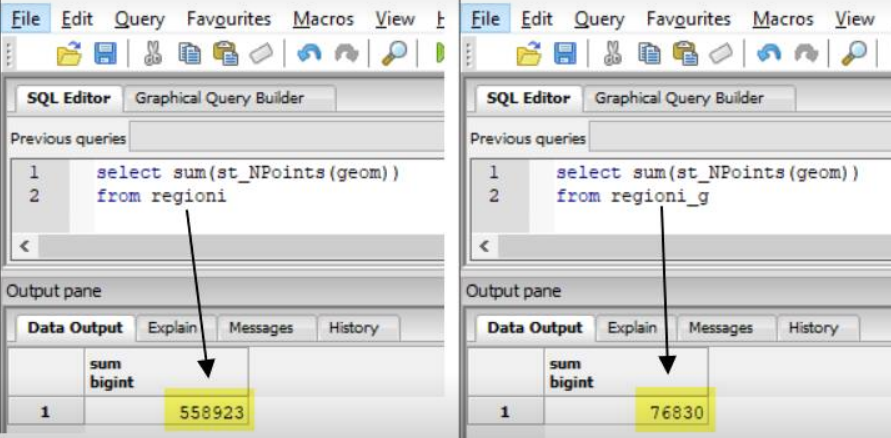 File Edit Query Favourites Macros View
SQL Editor Graphical Query Builder
Previous queries
1 select sum(st_NPoints(geom))
2 from regioni
Output pane
Data Output Explain Messages History
sum
bigint
1 558923
File Edit Query Favourites Macros View
SQL Editor Graphical Query Builder
Previous queries
1 select sum(st_NPoints(geom))
2 from regioni_g
Output pane
Data Output Explain Messages History
sum
bigint
1 76830